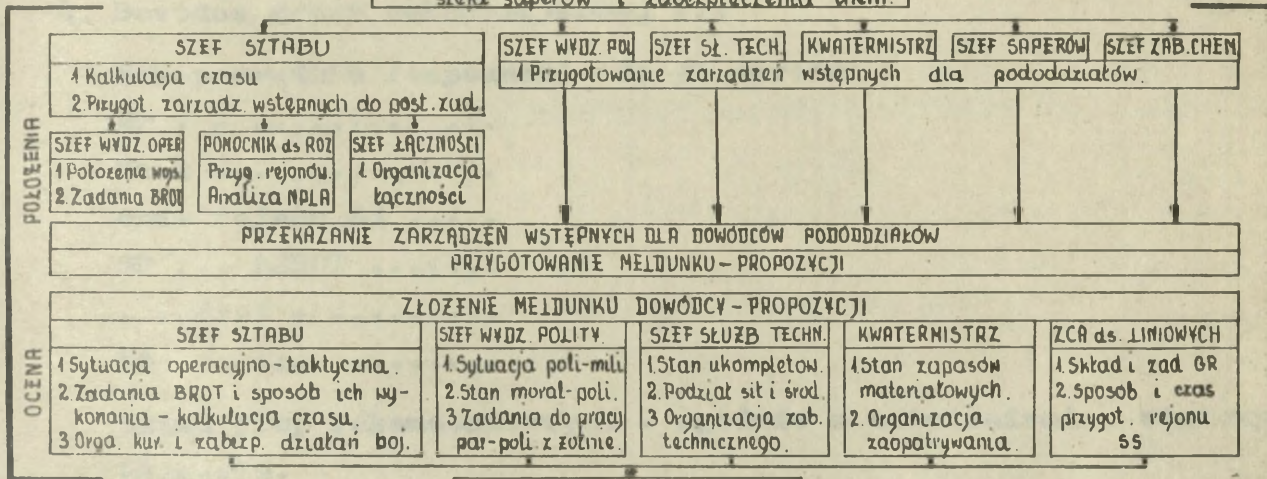 szefi saperów i zabezpieczenia chem.
SZEF SZTABU
1 Kalkulacja czasu
2. Przygot. zarządz. wstępnych do post. zad.
SZEF WYDZ. POL
SZEF SŁ. TECH.
KWATERMISTRZ
SZEF SAPERÓW
SZEF ZAB. CHEM
1 Przygotowanie zarządzeń wstępnych dla pododdziałów.
SZEF WYDZ. OPER
1 Położenia wojs.
2. Zadania BROT
POMOCNIK ds ROZ
Przyg. rejonów.
Analiza NPLA
SZEF ŁĄCZNOŚCI
1. Organizacja
łączności
POŁOŻENIA
PRZEKAZANIE ZARZĄDZEŃ WSTĘPNYCH DLA DOWÓDCÓW PODODDZIAŁÓW
PRZYGOTOWANIE MELDUNKU - PROPOZYCJI
ZŁOŻENIE MELDUNKU DOWÓDCY - PROPOZYCJI
OCENA
SZEF SZTABU
1 Sytuacja operacyjno-taktyczna.
2. Zadania BROT i sposób ich wy-
konania - kalkulacja czasu.
3 Orga. kier. i zabezp. działań boj.
SZEF WYDZ. POLITY.
1. Sytuacja poli-mili
2. Stan moral-poli.
3 Zadania do pracy
par-poli z żołnie.
SZEF SŁUŻB TECHN.
1. Stan ukompletow.
2. Podział sił i środ.
3 Organizacja zab.
technicznego.
KWATERMISTRZ
1 Stan zapasów
materiałowych.
2. Organizacja
zaopatrywania.
ZCA ds. LINIOWYCH
1. Skład i zad GR
2. Sposób i czas
przygot. rejonu
SS